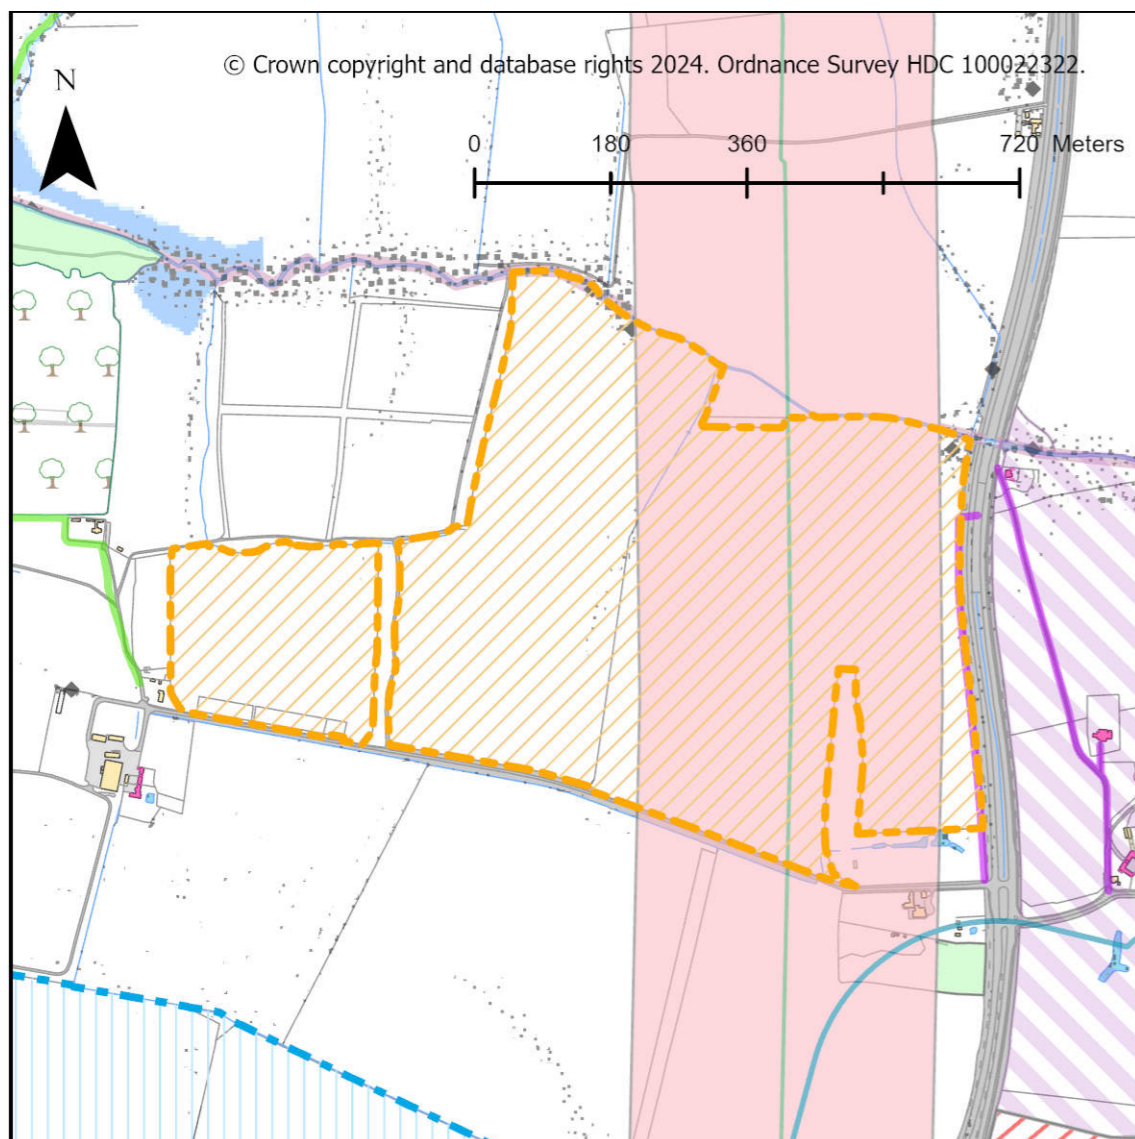 © Crown copyright and database rights 2024. Ordnance Survey HDC 100022322.
N
0 180 360 720 Meters